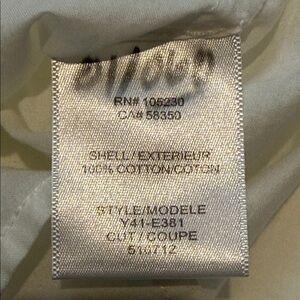 RN# 105230
CA# 58350
SHELL / EXTERIEUR
100% COTTON/COTON
STYLE/MODELE
Y41-E381
CUT / COUPE
510712